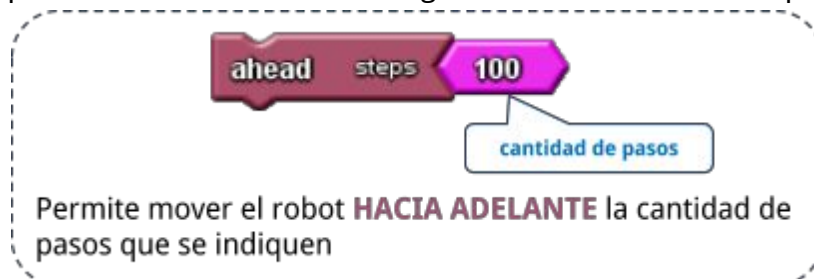 ahead steps 100
cantidad de pasos
Permite mover el robot HACIA ADELANTE la cantidad de
pasos que se indiquen